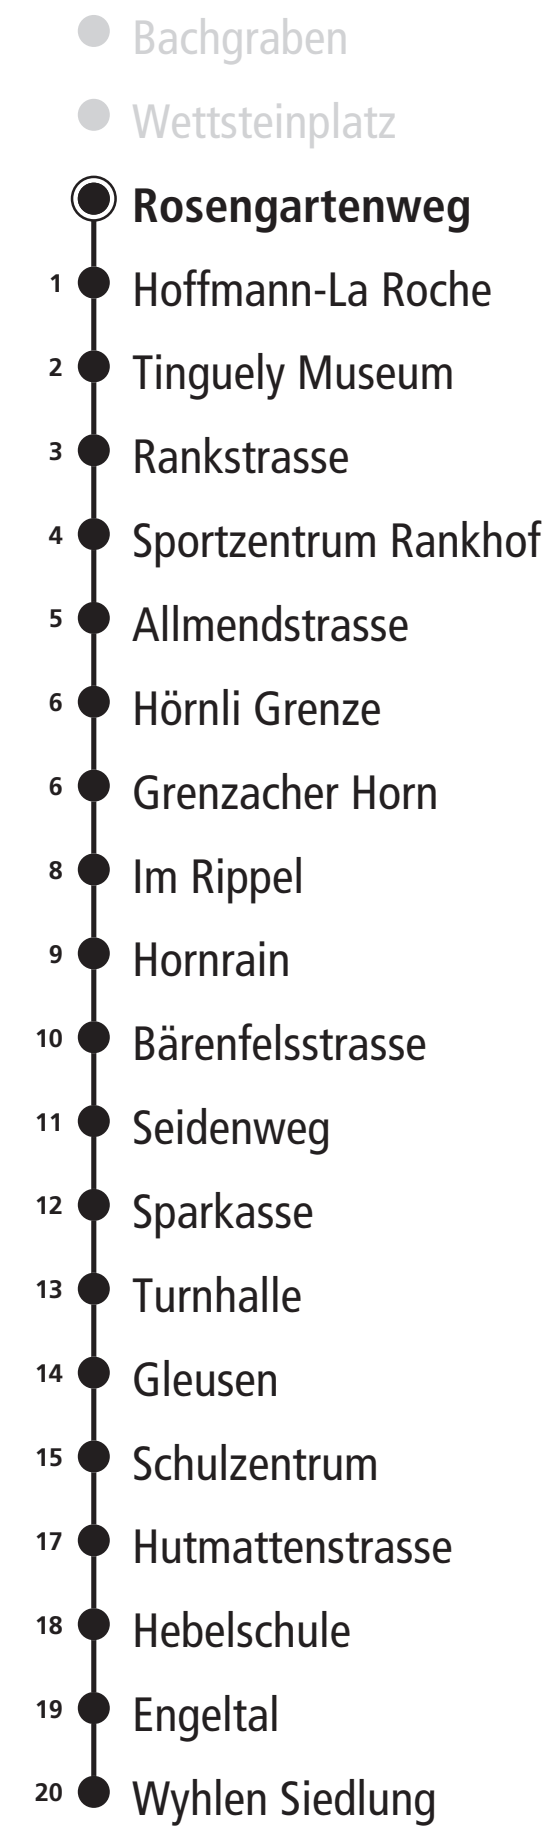 Bachgraben
Wettsteinplatz
Rosengartenweg
1 Hoffmann-La Roche
2 Tinguely Museum
3 Rankstrasse
4 Sportzentrum Rankhof
5 Allmendstrasse
6 Hörnli Grenze
6 Grenzacher Horn
8 Im Rippel
9 Hornrain
10 Bärenfelsstrasse
11 Seidenweg
12 Sparkasse
13 Turnhalle
14 Gleusen
15 Schulzentrum
17 Hutmattenstrasse
18 Hebelschule
19 Engeltal
20 Wyhlen Siedlung